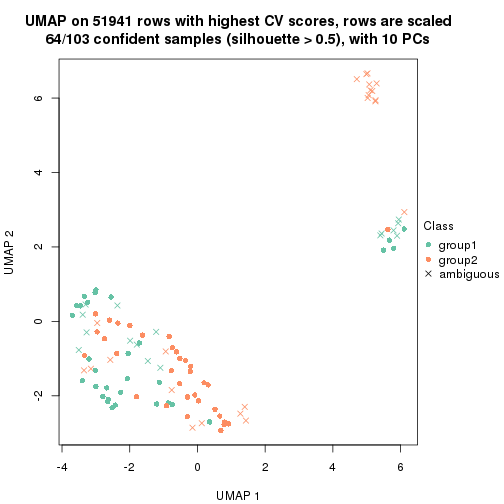 UMAP on 51941 rows with highest CV scores, rows are scaled
64/103 confident samples (silhouette > 0.5), with 10 PCs
UMAP 2
6
4
2
0
-2
-4
-2
0
2
4
6
UMAP 1
Class
group1
group2
ambiguous